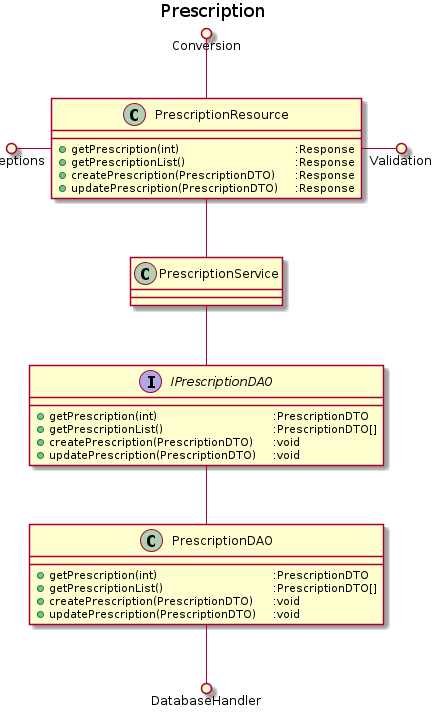 Prescription
Conversion
C PrescriptionResource
getPrescription(int) :Response
getPrescriptionList() :Response
createPrescription(PrescriptionDTO) :Response
updatePrescription(PrescriptionDTO) :Response
eptions
Validation
C PrescriptionService
I IPrescriptionDAO
getPrescription(int) :PrescriptionDTO
getPrescriptionList() :PrescriptionDTO[]
createPrescription(PrescriptionDTO) :void
updatePrescription(PrescriptionDTO) :void
C PrescriptionDAO
getPrescription(int) :PrescriptionDTO
getPrescriptionList() :PrescriptionDTO[]
createPrescription(PrescriptionDTO) :void
updatePrescription(PrescriptionDTO) :void
DatabaseHandler